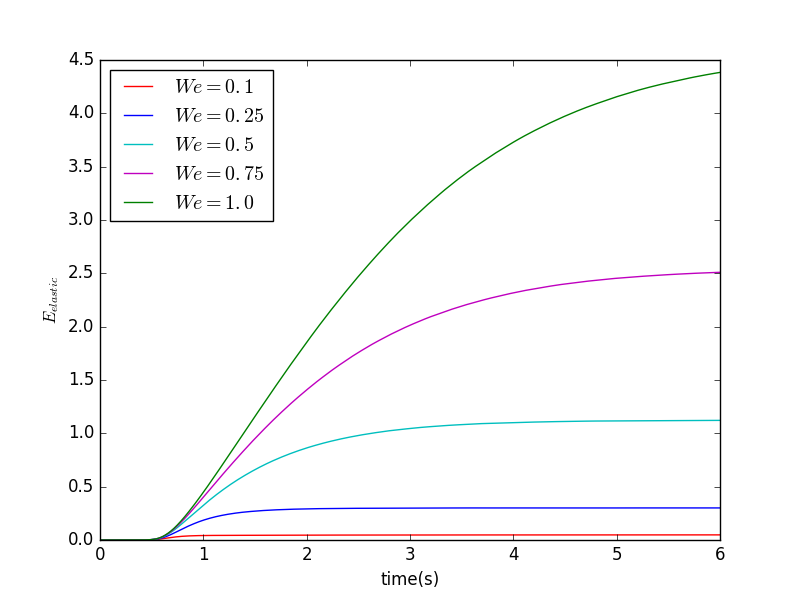 4.5
4.0
3.5
3.0
2.5
2.0
1.5
1.0
0.5
0.0
We = 0.1
We = 0.25
We = 0.5
We = 0.75
We = 1.0
E_elastic
0 1 2 3 4 5 6
time(s)